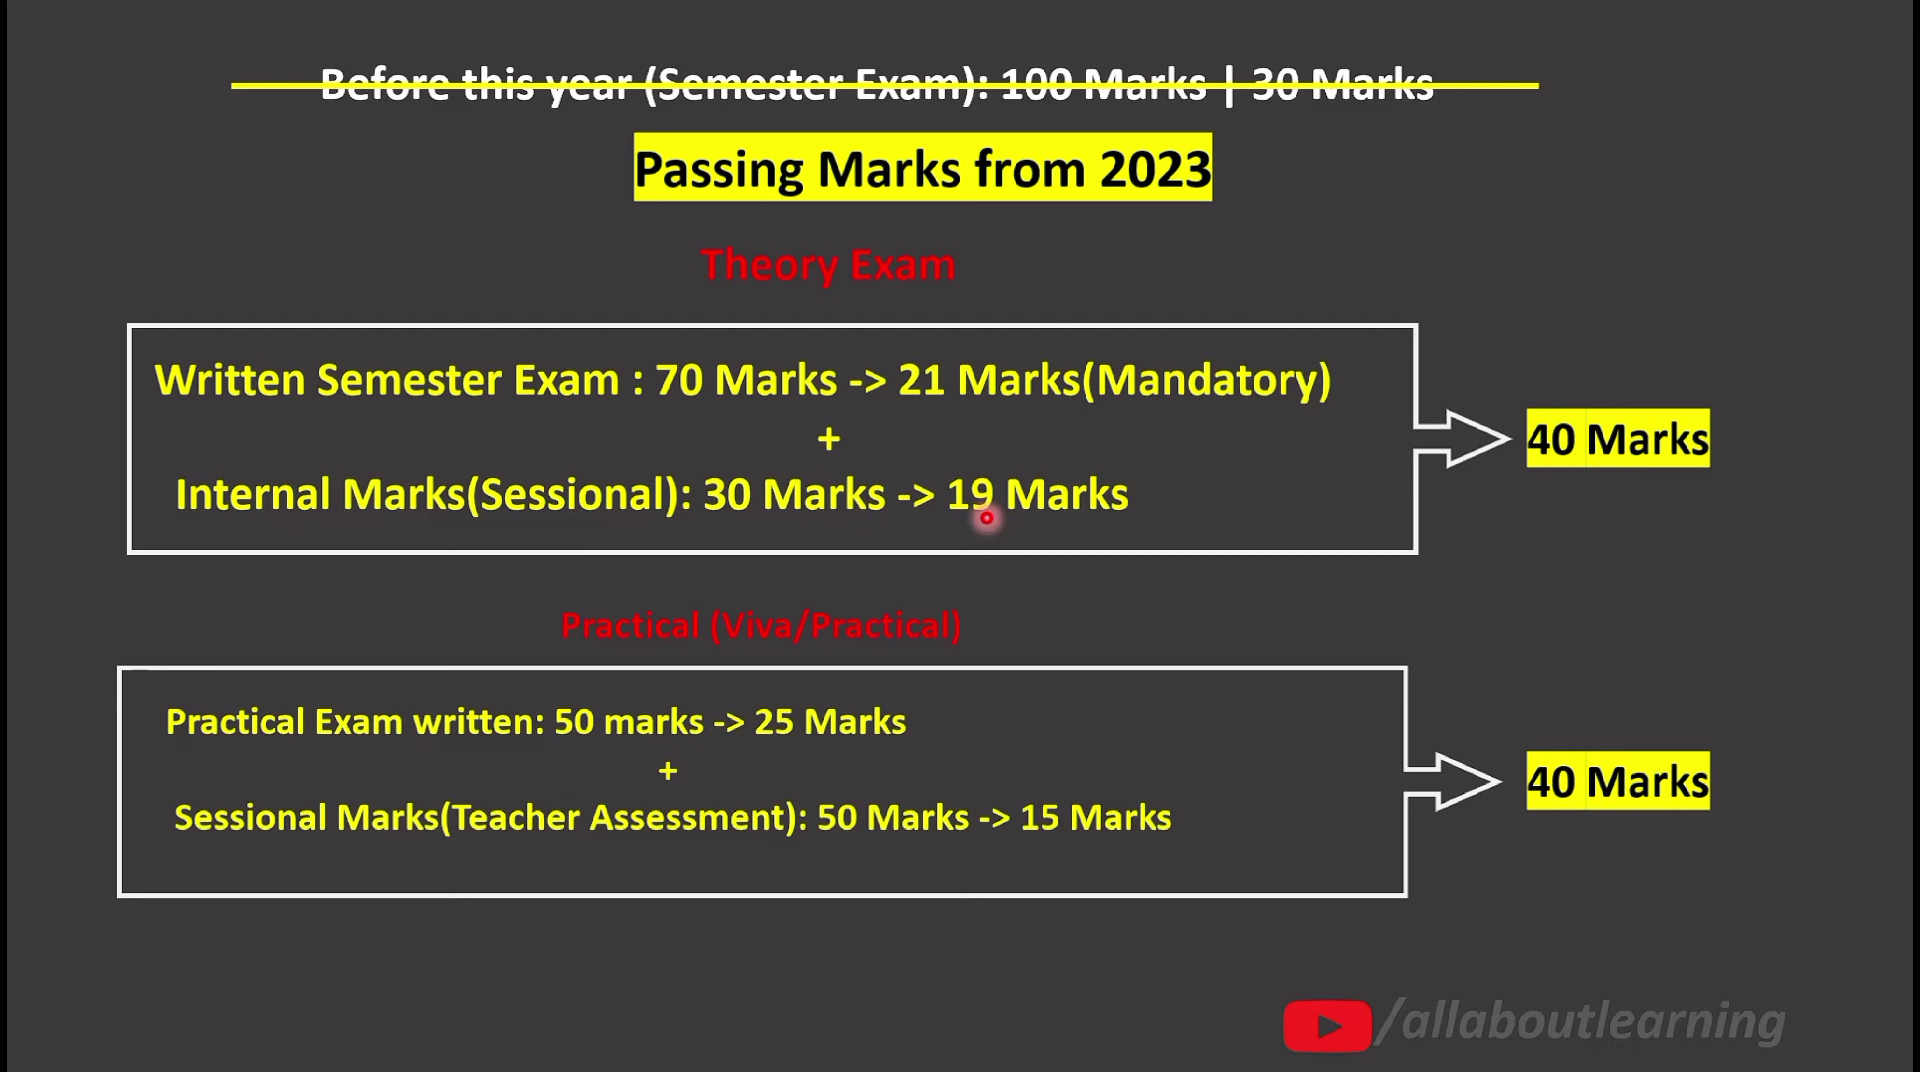 Before this year (Semester Exam): 100 Marks | 30 Marks
Passing Marks from 2023
Theory Exam
Written Semester Exam : 70 Marks -> 21 Marks(Mandatory)
+
Internal Marks(Sessional): 30 Marks -> 19 Marks
40 Marks
Practical (Viva/Practical)
Practical Exam written: 50 marks -> 25 Marks
+
Sessional Marks(Teacher Assessment): 50 Marks -> 15 Marks
40 Marks
/allaboutlearning